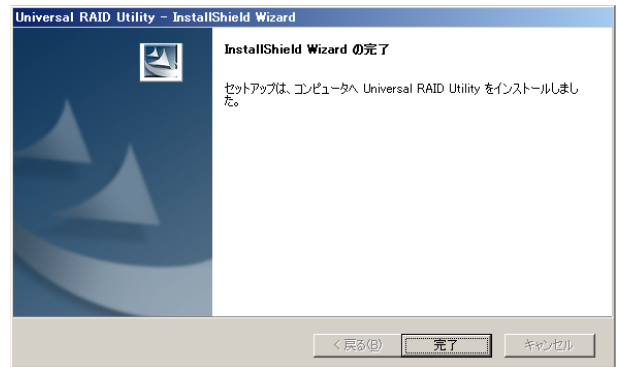 Universal RAID Utility - InstallShield Wizard
InstallShield Wizard の完了
セットアップは、コンピュータへ Universal RAID Utility をインストールしまし
た。
< 戻る(B)
完了
キャンセル